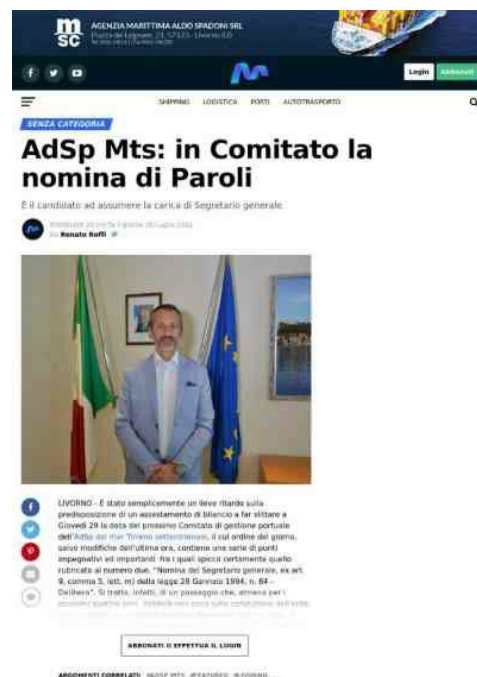 msc
AGENZIA MARITTIMA ALDO SPADONI SRL
Login
Abbonati
SHIPPING LOGISTICA PORTI AUTOTRASPORTO
SENZA CATEGORIA
AdSp Mts: in Comitato la
nomina di Paroli
È il candidato ad assumere la carica di Segretario generale
Renato Roffi
LIVORNO – È stato semplicemente un lieve ritardo sulla
predisposizione di un assestamento di bilancio a far slittare a
Giovedì 29 la data del prossimo Comitato di gestione portuale
dell'AdSp del mar Tirreno settentrionale, il cui ordine del giorno,
salvo modifiche dell'ultima ora, contiene una serie di punti
impegnativi ed importanti fra i quali spicca certamente quello
rubricato al numero due. "Nomina del Segretario generale, ex art.
9, comma 5, lett. m) della legge 28 Gennaio 1994, n. 84 –
Delibera". Si tratta, infatti, di un passaggio che, almeno per i
ABBONATI O EFFETTUA IL LOGIN
ARGOMENTI CORRELATI: #ADSP MTS #FEATURED #LIVORNO